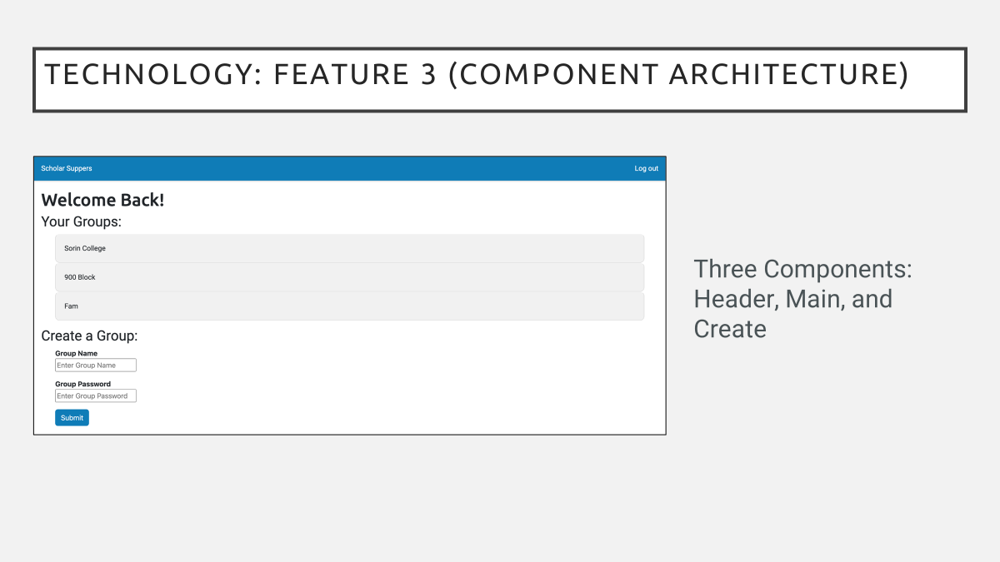 TECHNOLOGY: FEATURE 3 (COMPONENT ARCHITECTURE)
Scholar Suppers
Log out
Welcome Back!
Your Groups:
Sorin College
900 Block
Fam
Create a Group:
Group Name
Enter Group Name
Group Password
Enter Group Password
Submit
Three Components:
Header, Main, and
Create